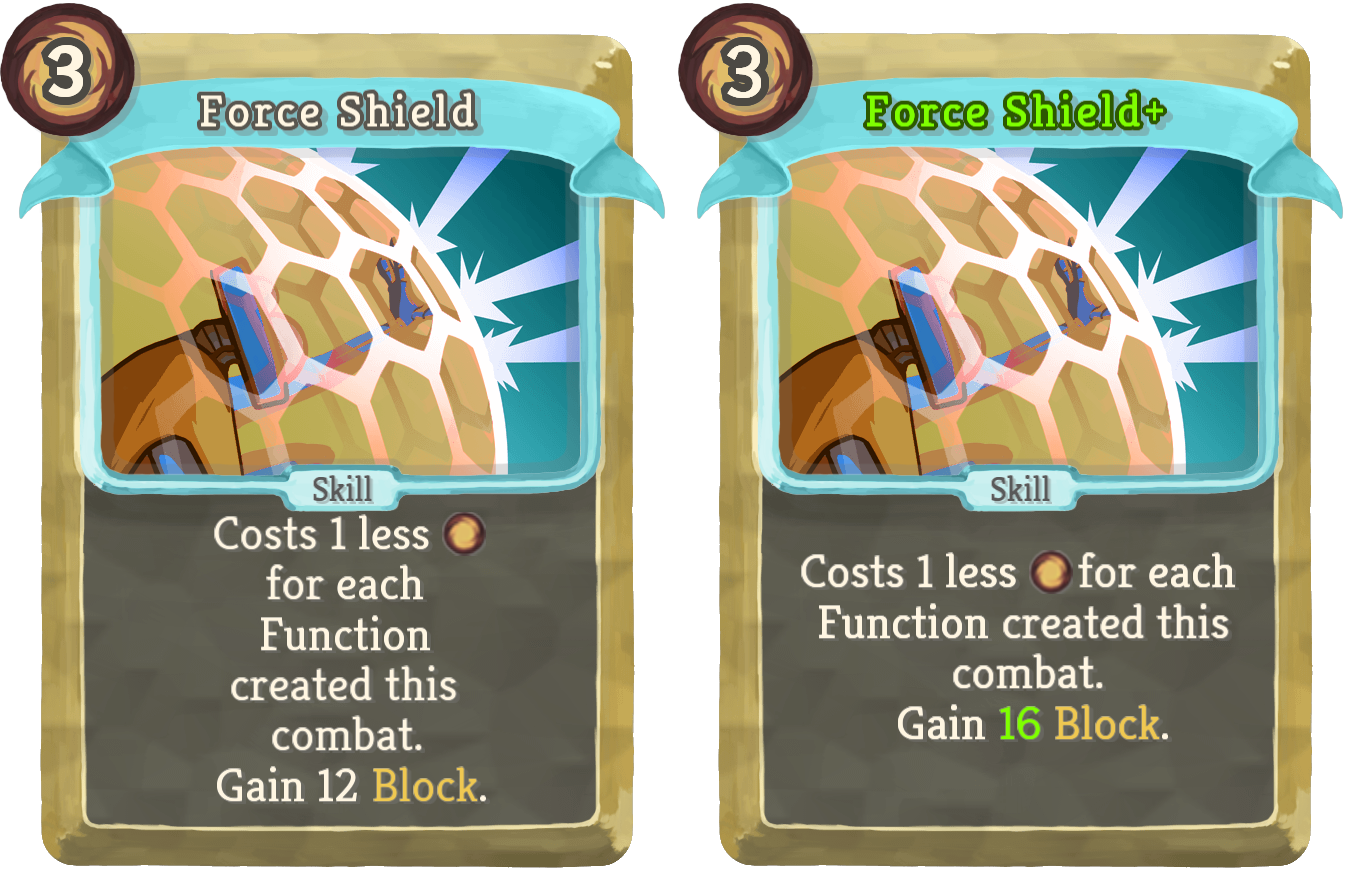 3
Force Shield
Skill
Costs 1 less
for each
Function
created this
combat.
Gain 12 Block.
3
Force Shield+
Skill
Costs 1 less for each
Function created this
combat.
Gain 16 Block.